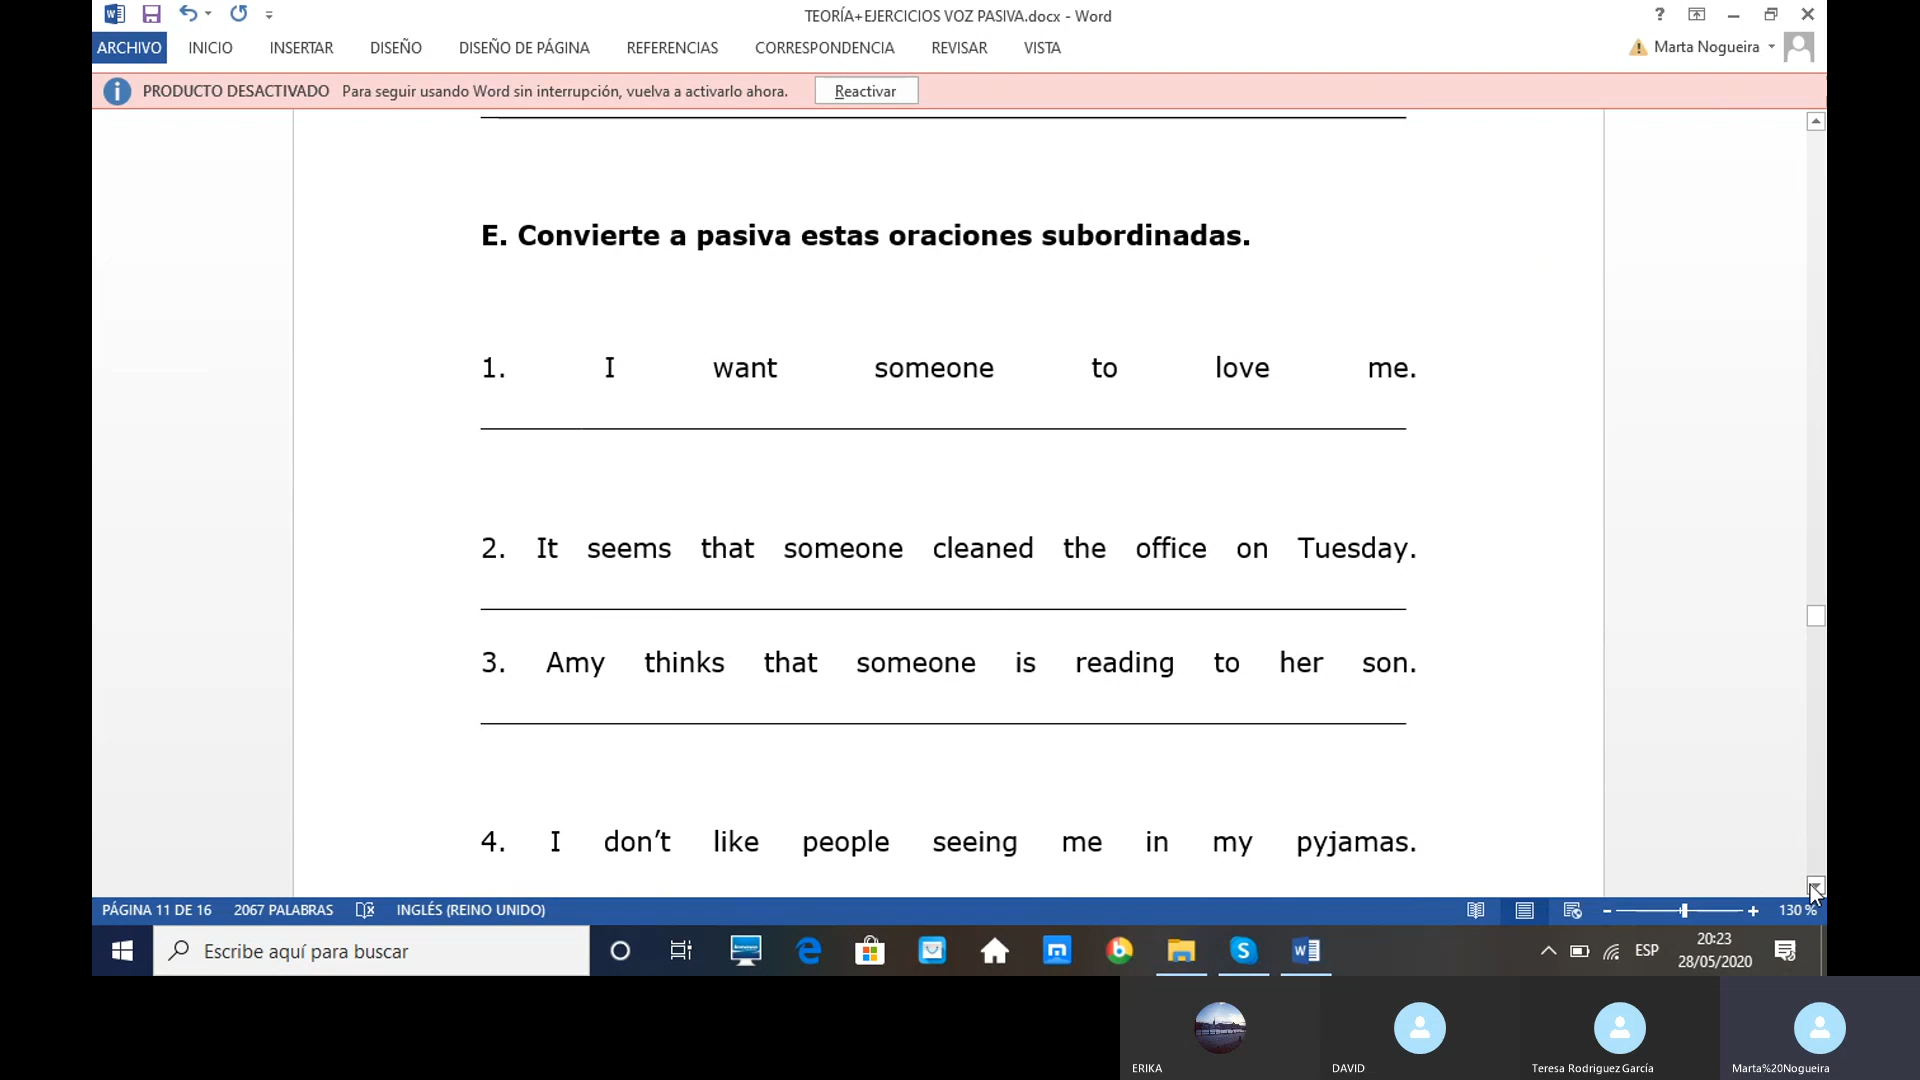 TEORÍA+EJERCICIOS VOZ PASIVA.docx - Word
?
ARCHIVO INICIO INSERTAR DISEÑO DISEÑO DE PÁGINA REFERENCIAS CORRESPONDENCIA REVISAR VISTA
Marta Nogueira
PRODUCTO DESACTIVADO Para seguir usando Word sin interrupción, vuelva a activarlo ahora. Reactivar
E. Convierte a pasiva estas oraciones subordinadas.
1. I want someone to love me.
2. It seems that someone cleaned the office on Tuesday.
3. Amy thinks that someone is reading to her son.
4. I don’t like people seeing me in my pyjamas.
PÁGINA 11 DE 16 2067 PALABRAS INGLÉS (REINO UNIDO) 130 %
Escribe aquí para buscar
ESP
20:23
28/05/2020
ERIKA DAVID Teresa Rodriguez García Marta%20Nogueira